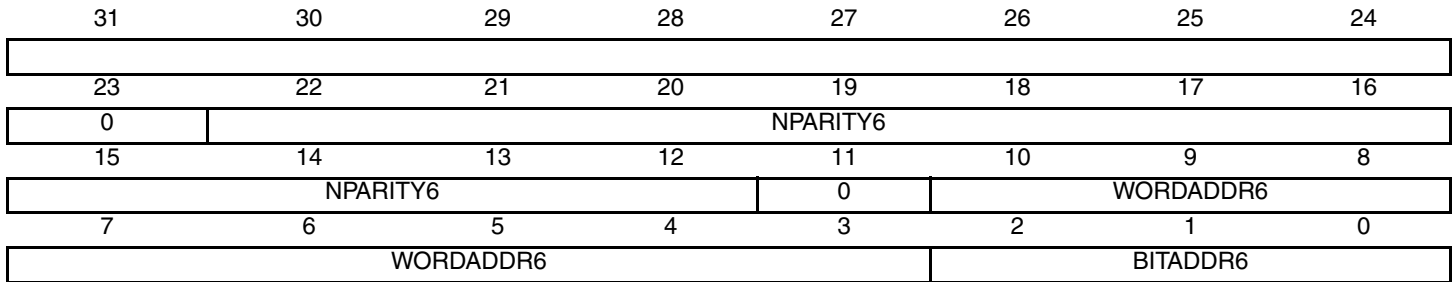 31 30 29 28 27 26 25 24
23 22 21 20 19 18 17 16
0 NPARITY6
15 14 13 12 11 10 9 8
NPARITY6 0 WORDADDR6
7 6 5 4 3 2 1 0
WORDADDR6 BITADDR6